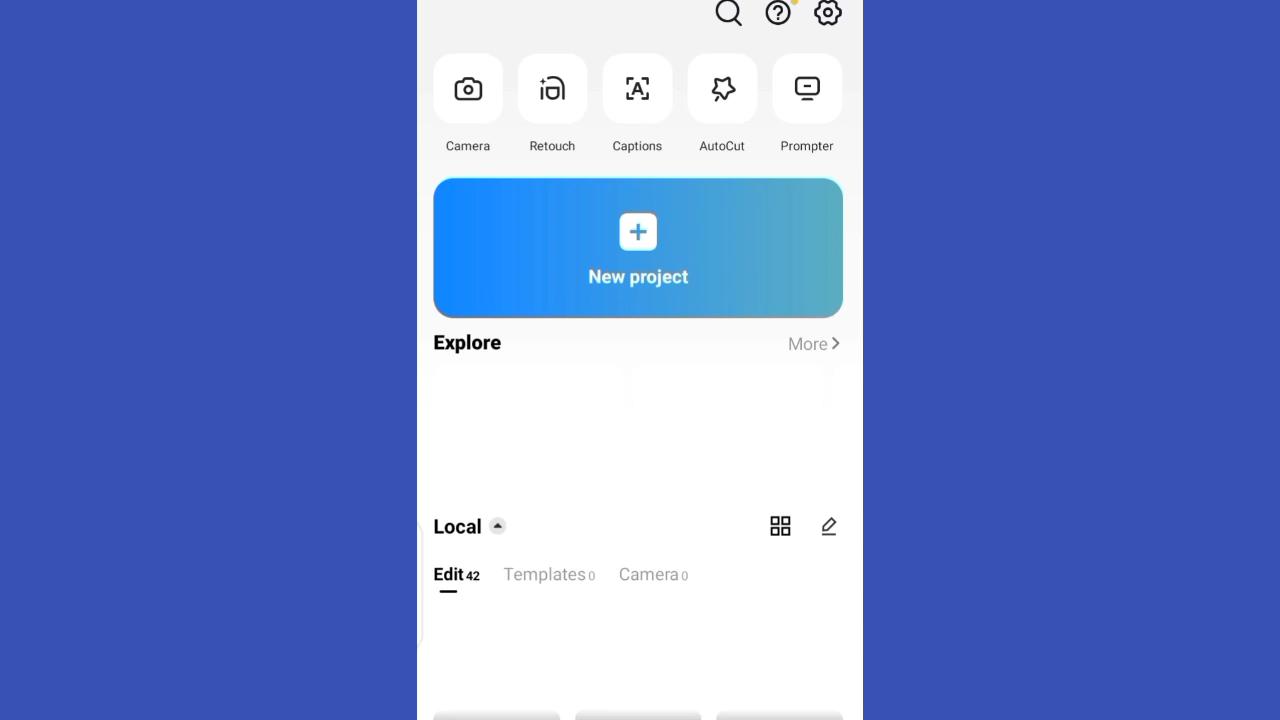 Camera Retouch Captions AutoCut Prompter
New project
Explore More
Local
Edit 42 Templates 0 Camera 0